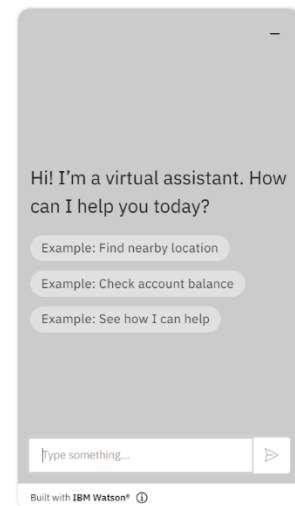 Hi! I'm a virtual assistant. How
can I help you today?
Example: Find nearby location
Example: Check account balance
Example: See how I can help
Type something...
Built with IBM Watson®